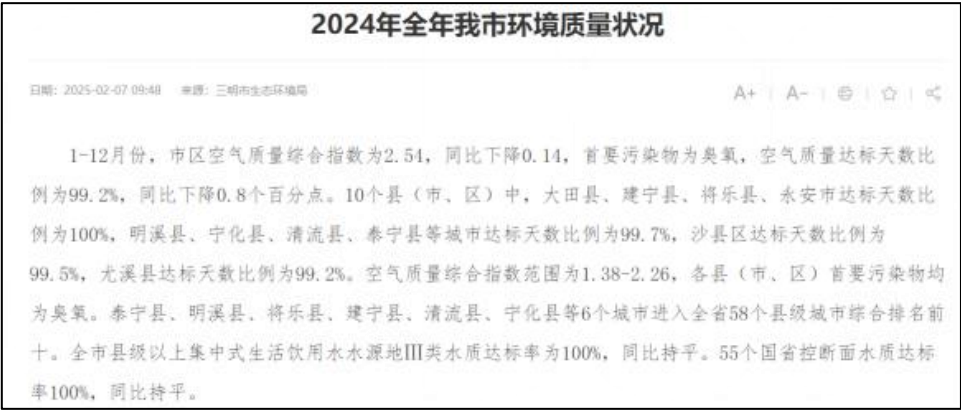 2024年全年我市环境质量状况
日期：2025-02-07 09:48 来源：三明市生态环境局
A+ | A- | | |
1-12月份，市区空气质量综合指数为2.54，同比下降0.14，首要污染物为臭氧，空气质量达标天数比
例为99.2%，同比下降0.8个百分点。10个县（市、区）中，大田县、建宁县、将乐县、永安市达标天数比
例为100%，明溪县、宁化县、清流县、泰宁县等城市达标天数比例为99.7%，沙县区达标天数比例为
99.5%，尤溪县达标天数比例为99.2%。空气质量综合指数范围为1.38-2.26，各县（市、区）首要污染物均
为臭氧。泰宁县、明溪县、将乐县、建宁县、清流县、宁化县等6个城市进入全省58个县级城市综合排名前
十。全市县级以上集中式生活饮用水水源地Ⅲ类水质达标率为100%，同比持平。55个国省控断面水质达标
率100%，同比持平。